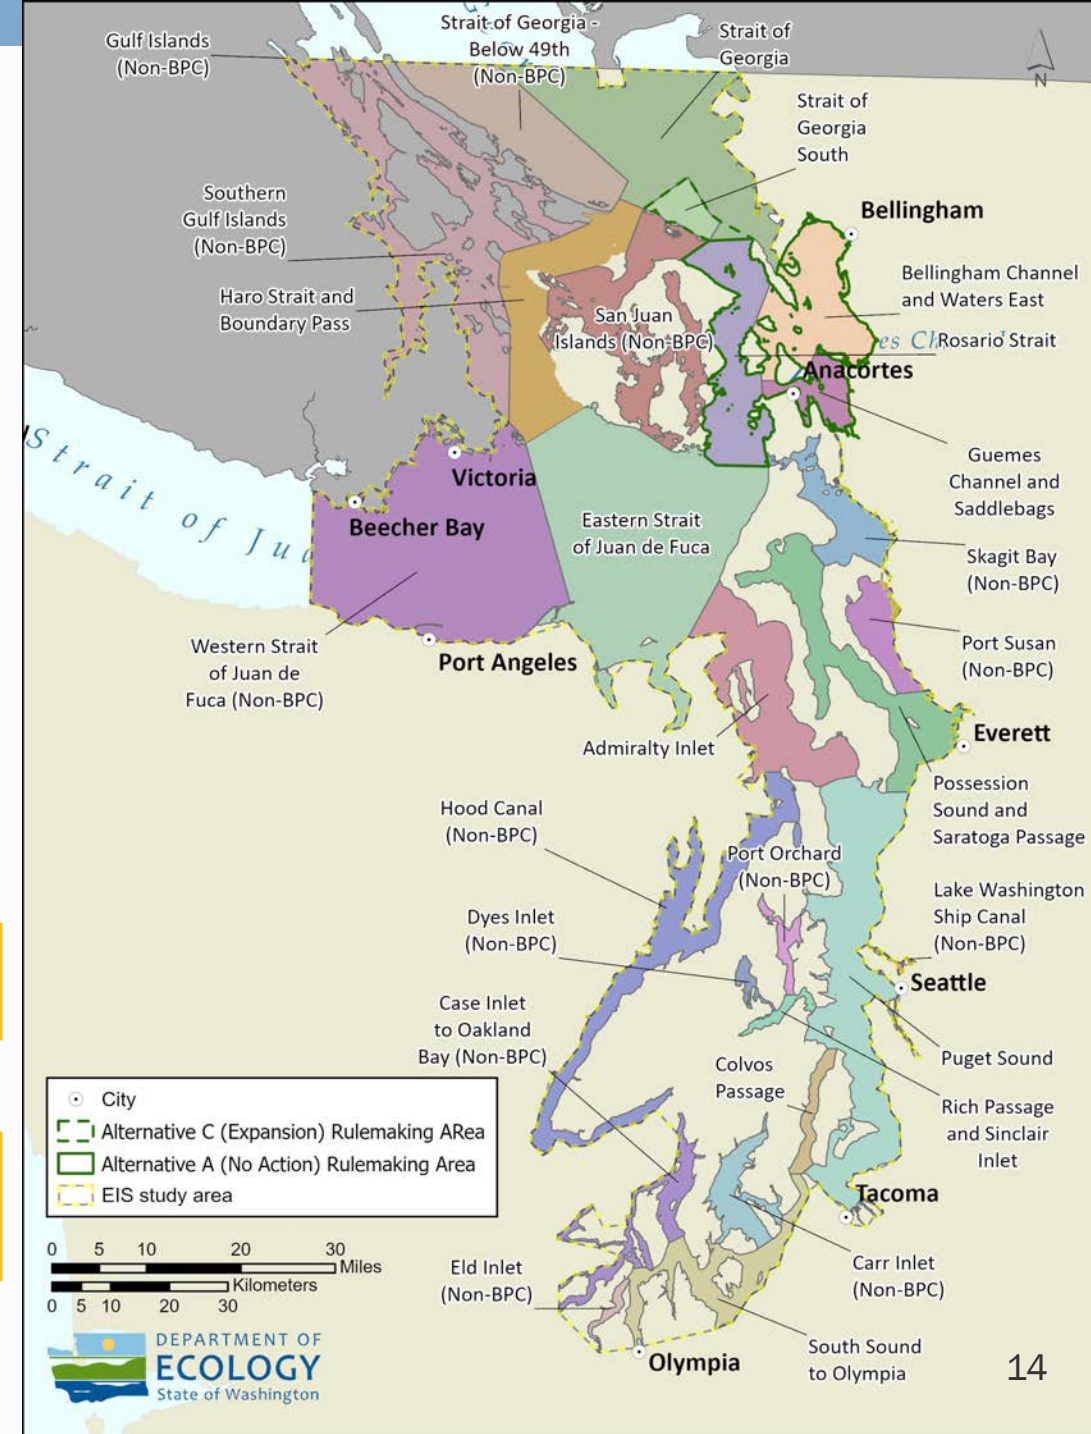 Gulf Islands
(Non-BPC)
Strait of Georgia -
Below 49th
(Non-BPC)
Strait of
Georgia
N
Strait of
Georgia
South
Southern
Gulf Islands
(Non-BPC)
Bellingham
Haro Strait and
Boundary Pass
San Juan
Islands (Non-BPC)
Bellingham Channel
and Waters East
Rosario Strait
Anacortes
Strait of Jua
Victoria
Beecher Bay
Eastern Strait
of Juan de Fuca
Guemes
Channel and
Saddlebags
Skagit Bay
(Non-BPC)
Western Strait
of Juan de
Fuca (Non-BPC)
Port Angeles
Port Susan
(Non-BPC)
Admiralty Inlet
Everett
Possession
Sound and
Saratoga Passage
Hood Canal
(Non-BPC)
Port Orchard
(Non-BPC)
Dyes Inlet
(Non-BPC)
Lake Washington
Ship Canal
(Non-BPC)
Seattle
Case Inlet
to Oakland
Bay (Non-BPC)
Puget Sound
Colvos
Passage
Rich Passage
and Sinclair
Inlet
City
Alternative C (Expansion) Rulemaking ARea
Alternative A (No Action) Rulemaking Area
EIS study area
Tacoma
0 5 10 20 30
Miles
Kilometers
0 5 10 20 30
Eld Inlet
(Non-BPC)
Carr Inlet
(Non-BPC)
DEPARTMENT OF
ECOLOGY
State of Washington
Olympia
South Sound
to Olympia
14